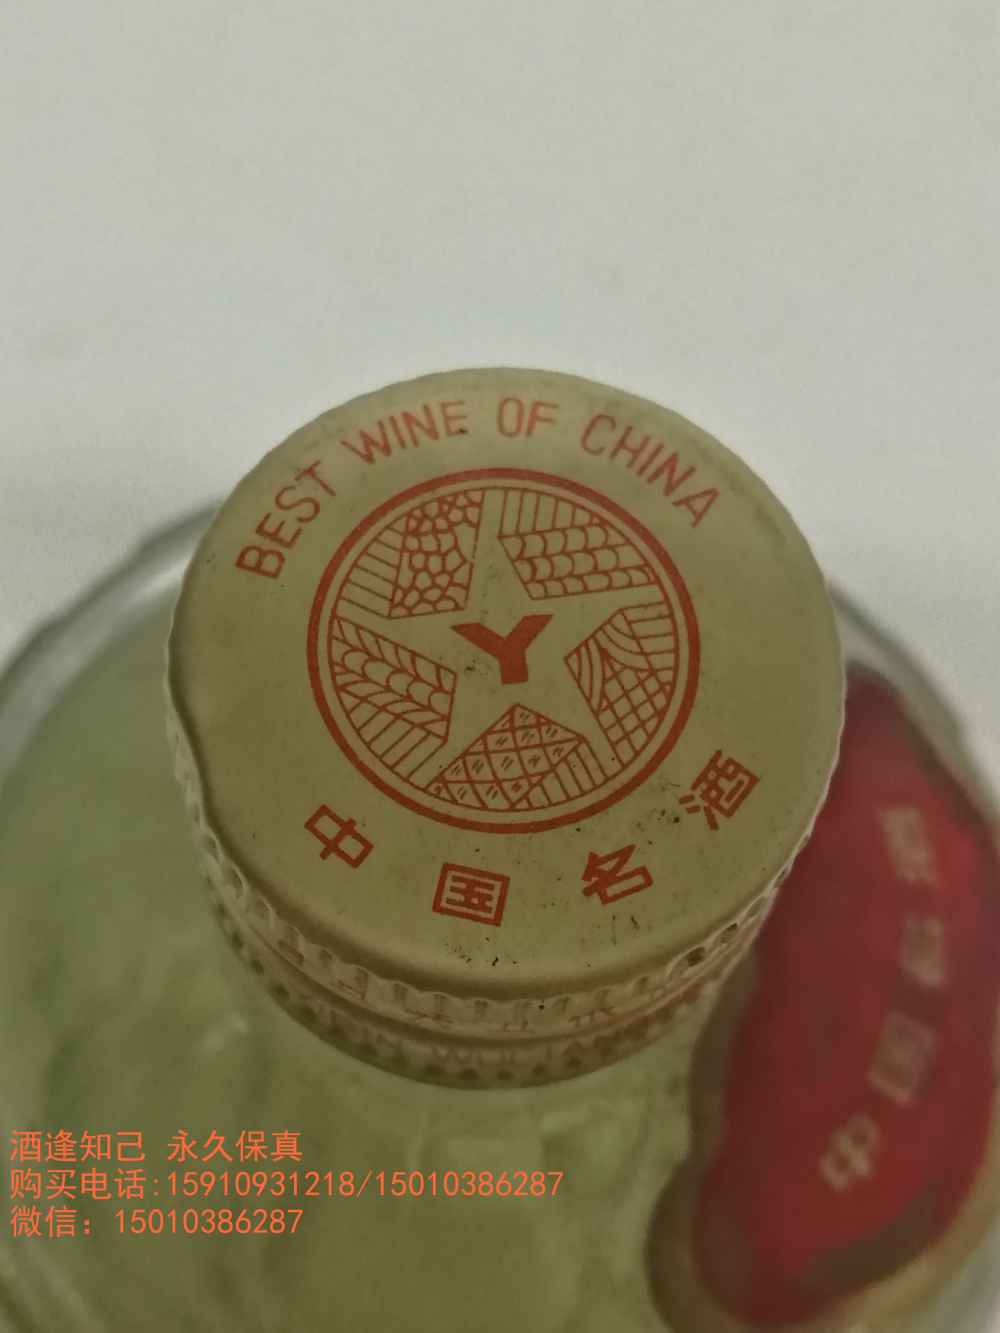 BEST WINE OF CHINA
Y
中国名酒
中国
酒逢知己 永久保真
购买电话:15910931218/15010386287
微信：15010386287